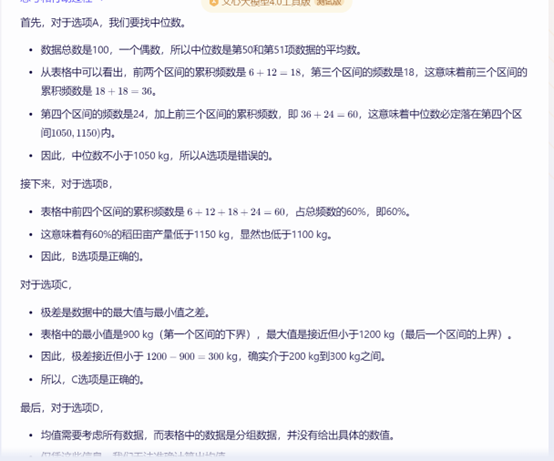 文心大模型4.0工具版
首先，对于选项A，我们要找中位数。
• 数据总数是100，一个偶数，所以中位数是第50和第51项数据的平均数。
• 从表格中可以看出，前两个区间的累积频数是 6 + 12 = 18，第三个区间的频数是18，这意味着前三个区间的
累积频数是 18 + 18 = 36。
• 第四个区间的频数是24，加上前三个区间的累积频数，即 36 + 24 = 60，这意味着中位数必定落在第四个区
间1050, 1150)内。
• 因此，中位数不小于1050 kg，所以A选项是错误的。
接下来，对于选项B，
• 表格中前四个区间的累积频数是 6 + 12 + 18 + 24 = 60，占总频数的60%，即60%。
• 这意味着有60%的稻田亩产量低于1150 kg，显然也低于1100 kg。
• 因此，B选项是正确的。
对于选项C，
• 极差是数据中的最大值与最小值之差。
• 表格中的最小值是900 kg（第一个区间的下界），最大值是接近但小于1200 kg（最后一个区间的上界）。
• 因此，极差接近但小于 1200 − 900 = 300 kg，确实介于200 kg到300 kg之间。
• 所以，C选项是正确的。
最后，对于选项D，
• 均值需要考虑所有数据，而表格中的数据是分组数据，并没有给出具体的数值。